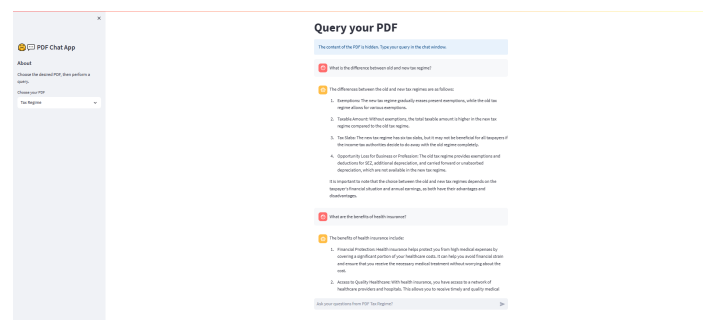 ×
PDF Chat App
About
Choose the desired PDF, then perform a
query.
Choose your PDF
Tax Regime
Query your PDF
The content of the PDF is hidden. Type your query in the chat window.
What is the difference between old and new tax regime?
The differences between the old and new tax regimes are as follows:
1. Exemptions: The new tax regime gradually erases present exemptions, while the old tax
regime allows for various exemptions.
2. Taxable Amount: Without exemptions, the total taxable amount is higher in the new tax
regime compared to the old tax regime.
3. Tax Slabs: The new tax regime has six tax slabs, but it may not be beneficial for all taxpayers if
the income tax authorities decide to do away with the old regime completely.
4. Opportunity Loss for Business or Profession: The old tax regime provides exemptions and
deductions for SEZ, additional depreciation, and carried forward or unabsorbed
depreciation, which are not available in the new tax regime.
It is important to note that the choice between the old and new tax regimes depends on the
taxpayer's financial situation and annual earnings, as both have their advantages and
disadvantages.
What are the benefits of health insurance?
The benefits of health insurance include:
1. Financial Protection: Health insurance helps protect you from high medical expenses by
covering a significant portion of your healthcare costs. It can help you avoid financial strain
and ensure that you receive the necessary medical treatment without worrying about the
cost.
2. Access to Quality Healthcare: With health insurance, you have access to a network of
healthcare providers and hospitals. This allows you to receive timely and quality medical
Ask your questions from PDF Tax Regime?